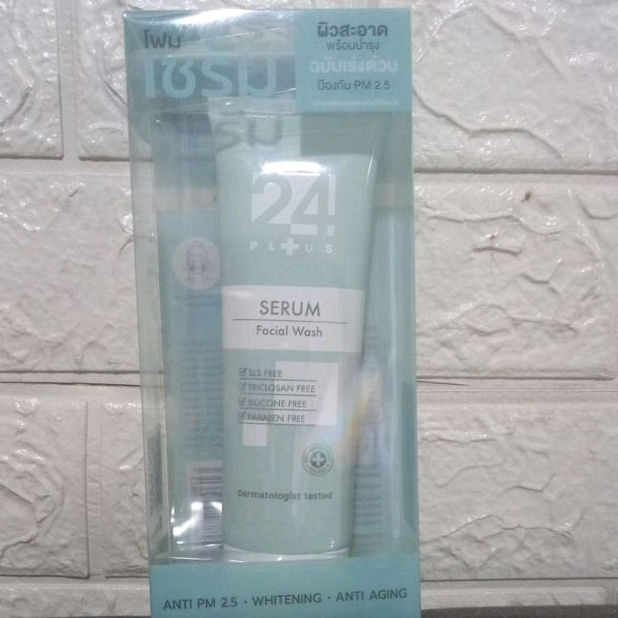 โฟม
เซรั่ม
ผิวสะอาด
พร้อมบำรุง
ฉบับเร่งด่วน
ป้องกัน PM 2.5
24
PLUS
SERUM
Facial Wash
SLS FREE
TRICLOSAN FREE
SILICONE FREE
PARABEN FREE
Dermatologist tested
ANTI PM 2.5 • WHITENING • ANTI AGING